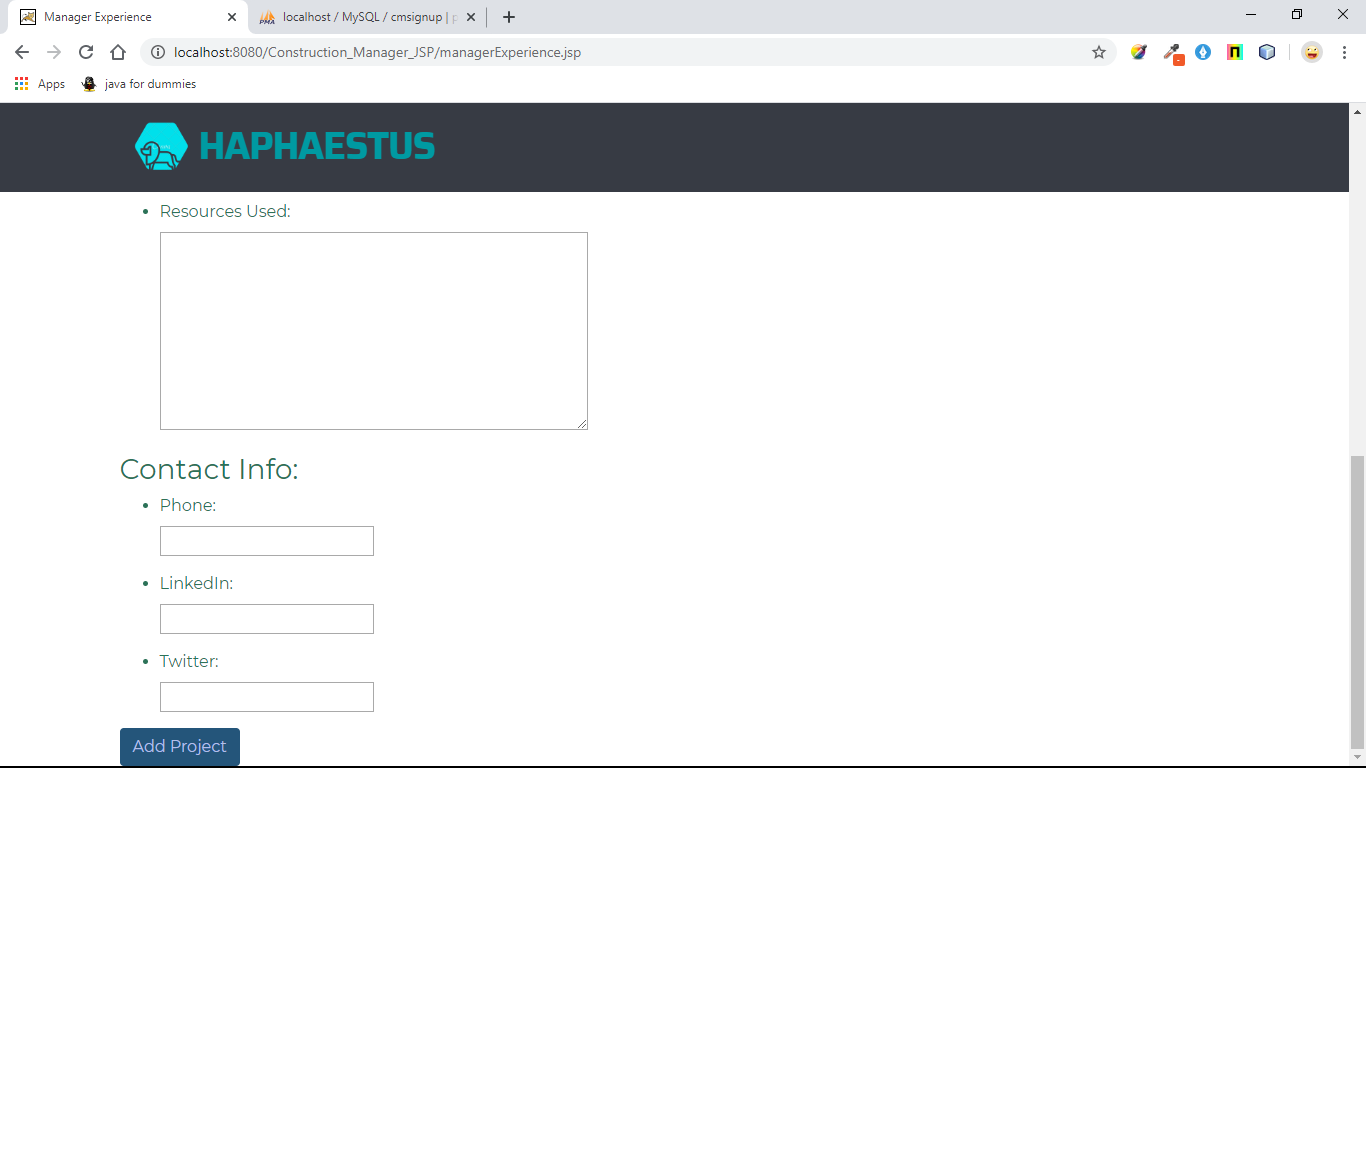 Manager Experience
localhost / MySQL / cmsignup |
localhost:8080/Construction_Manager_JSP/managerExperience.jsp
Apps
java for dummies
HAPHAESTUS
Resources Used:
Contact Info:
Phone:
LinkedIn:
Twitter:
Add Project